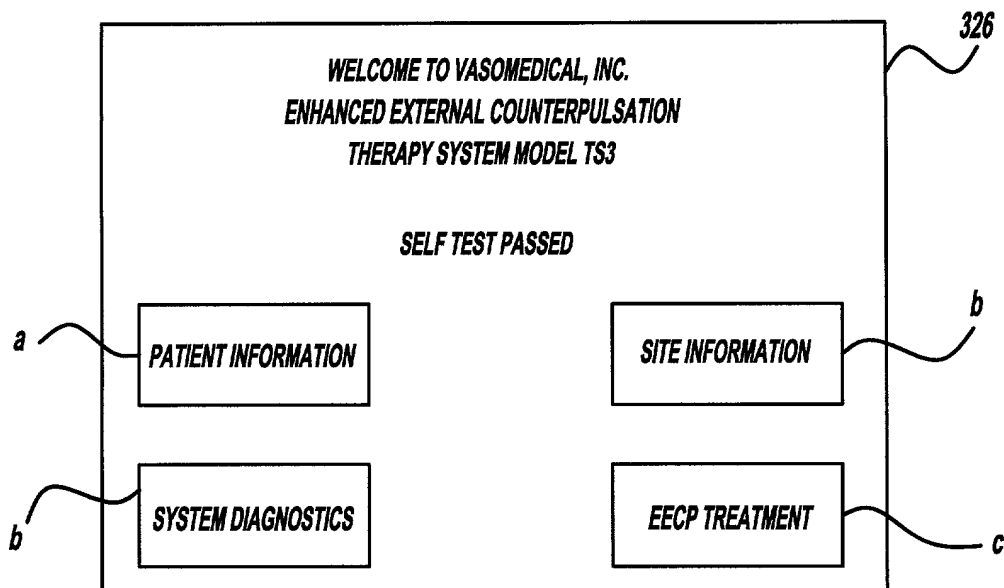 326
WELCOME TO VASOMEDICAL, INC.
ENHANCED EXTERNAL COUNTERPULSATION
THERAPY SYSTEM MODEL TS3
SELF TEST PASSED
a
PATIENT INFORMATION
SITE INFORMATION
b
b
SYSTEM DIAGNOSTICS
EECP TREATMENT
c